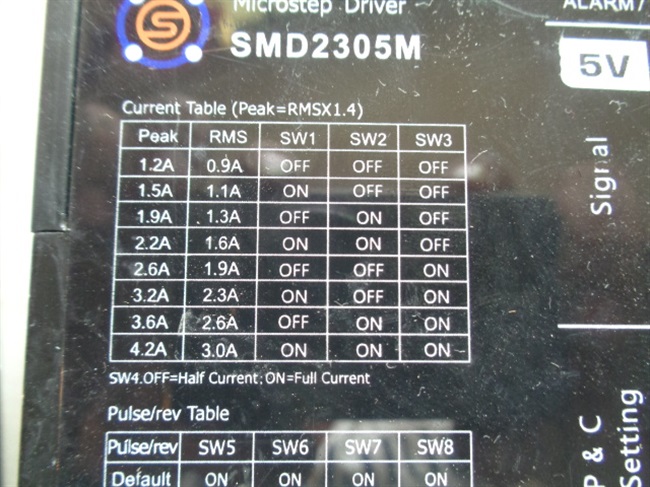 Microstep Driver
SMD2305M
ALARM /
5V
Signal
Current Table (Peak=RMSX1.4)
Peak RMS SW1 SW2 SW3
1.2A 0.9A OFF OFF OFF
1.5A 1.1A ON OFF OFF
1.9A 1.3A OFF ON OFF
2.2A 1.6A ON ON OFF
2.6A 1.9A OFF OFF ON
3.2A 2.3A ON OFF ON
3.6A 2.6A OFF ON ON
4.2A 3.0A ON ON ON
SW4.OFF=Half Current:ON=Full Current
Pulse/rev Table
Pulse/rev SW5 SW6 SW7 SW8
Default ON ON ON ON
P & C
Setting